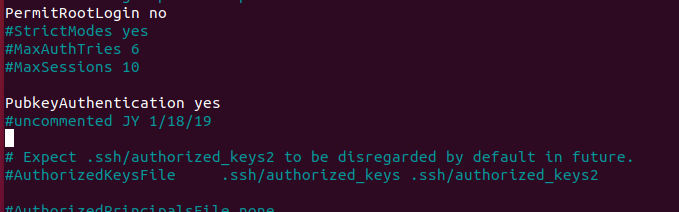 PermitRootLogin no
#StrictModes yes
#MaxAuthTries 6
#MaxSessions 10
PubkeyAuthentication yes
#uncommented JY 1/18/19
# Expect .ssh/authorized_keys2 to be disregarded by default in future.
#AuthorizedKeysFile     .ssh/authorized_keys .ssh/authorized_keys2
#AuthorizedPrincipalsFile none